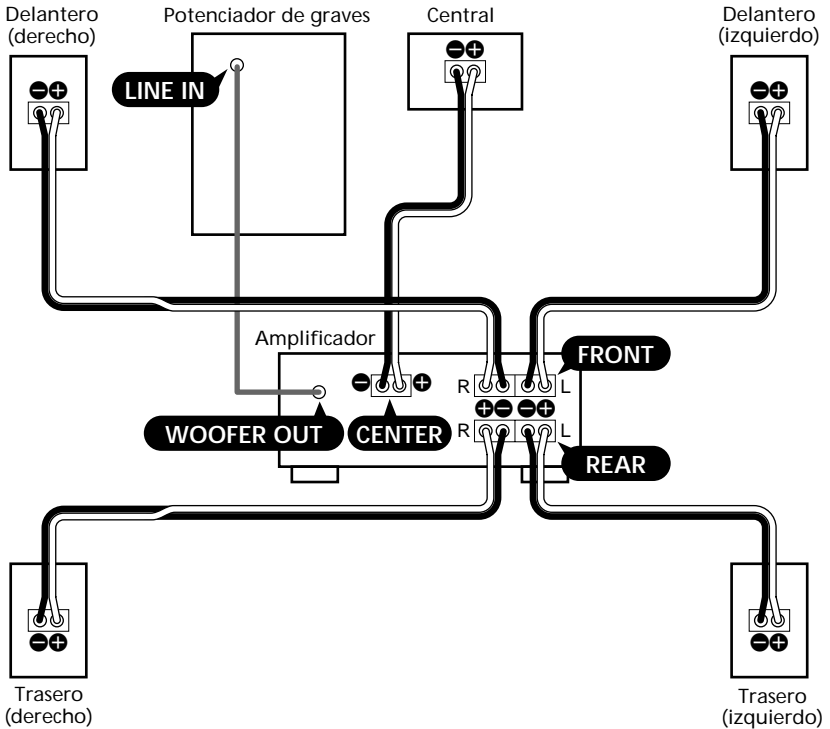 Delantero
(derecho)
Potenciador de graves
Central
Delantero
(izquierdo)
LINE IN
Amplificador
FRONT
R
L
WOOFER OUT
CENTER
R
L
REAR
Trasero
(derecho)
Trasero
(izquierdo)